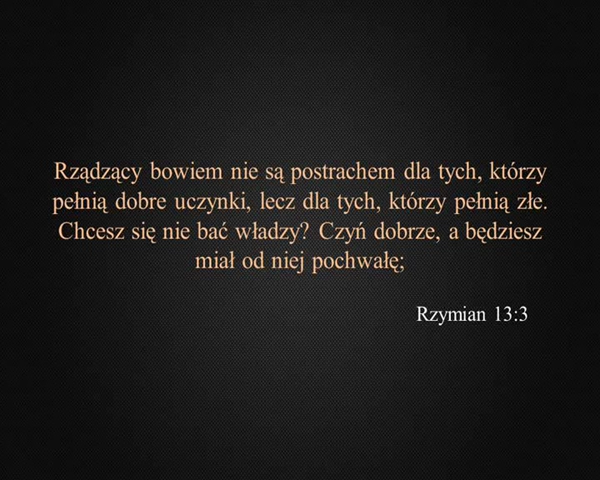 Rządzący bowiem nie są postrachem dla tych, którzy
pełnią dobre uczynki, lecz dla tych, którzy pełnią złe.
Chcesz się nie bać władzy? Czyń dobrze, a będziesz
miał od niej pochwałę;
Rzymian 13:3